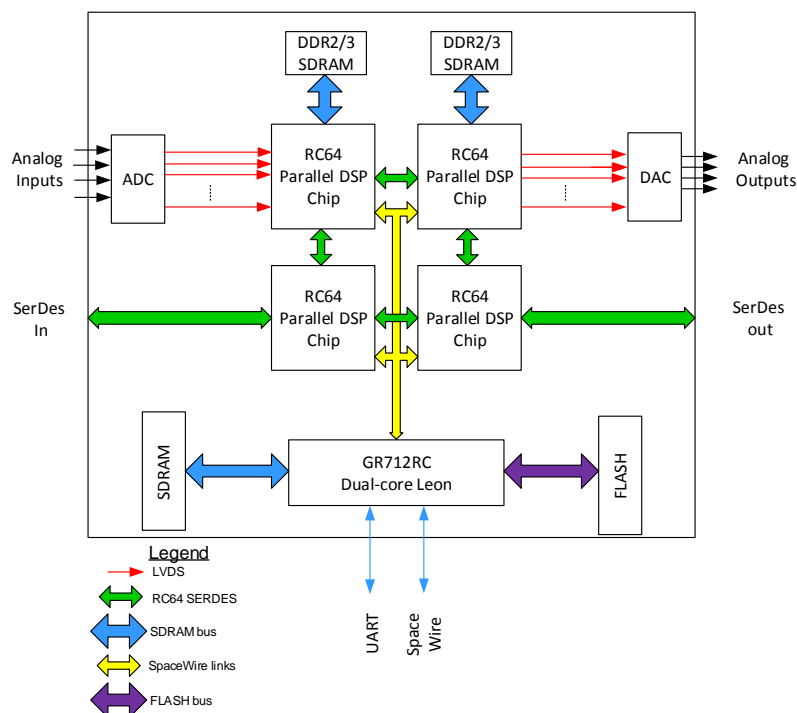 DDR2/3
SDRAM
DDR2/3
SDRAM
Analog
Inputs
ADC
RC64
Parallel DSP
Chip
RC64
Parallel DSP
Chip
DAC
Analog
Outputs
SerDes
In
RC64
Parallel DSP
Chip
RC64
Parallel DSP
Chip
SerDes
out
SDRAM
GR712RC
Dual-core Leon
FLASH
UART
Space
Wire
Legend
LVDS
RC64 SERDES
SDRAM bus
SpaceWire links
FLASH bus